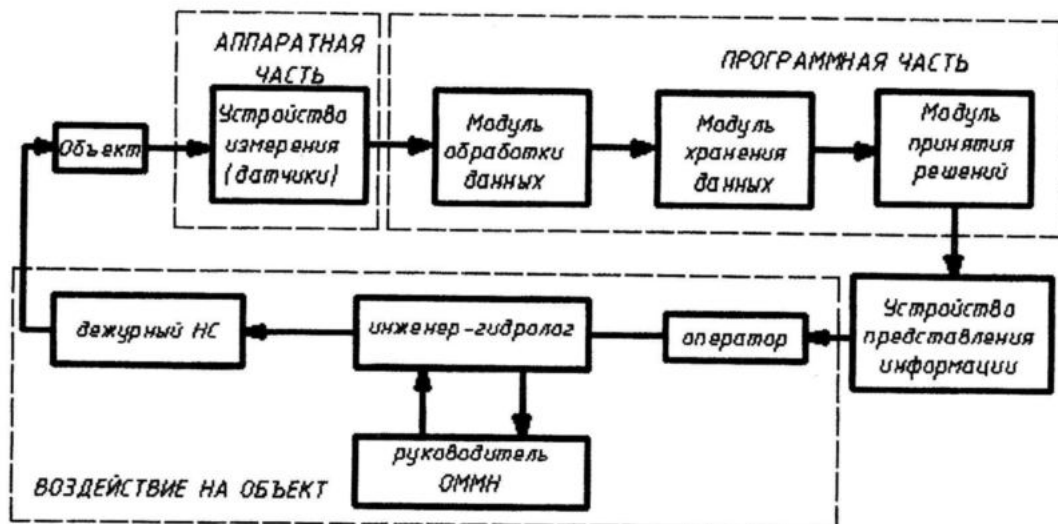 АППАРАТНАЯ
ЧАСТЬ
ПРОГРАММНАЯ ЧАСТЬ
Объект
Устройства
измерения
(датчики)
Модуль
обработки
данных
Модуль
хранения
данных
Модуль
принятия
решений
дежурный НС
инженер-гидролог
оператор
Устройства
представления
информации
руководитель
ОММН
ВОЗДЕЙСТВИЕ НА ОБЪЕКТ